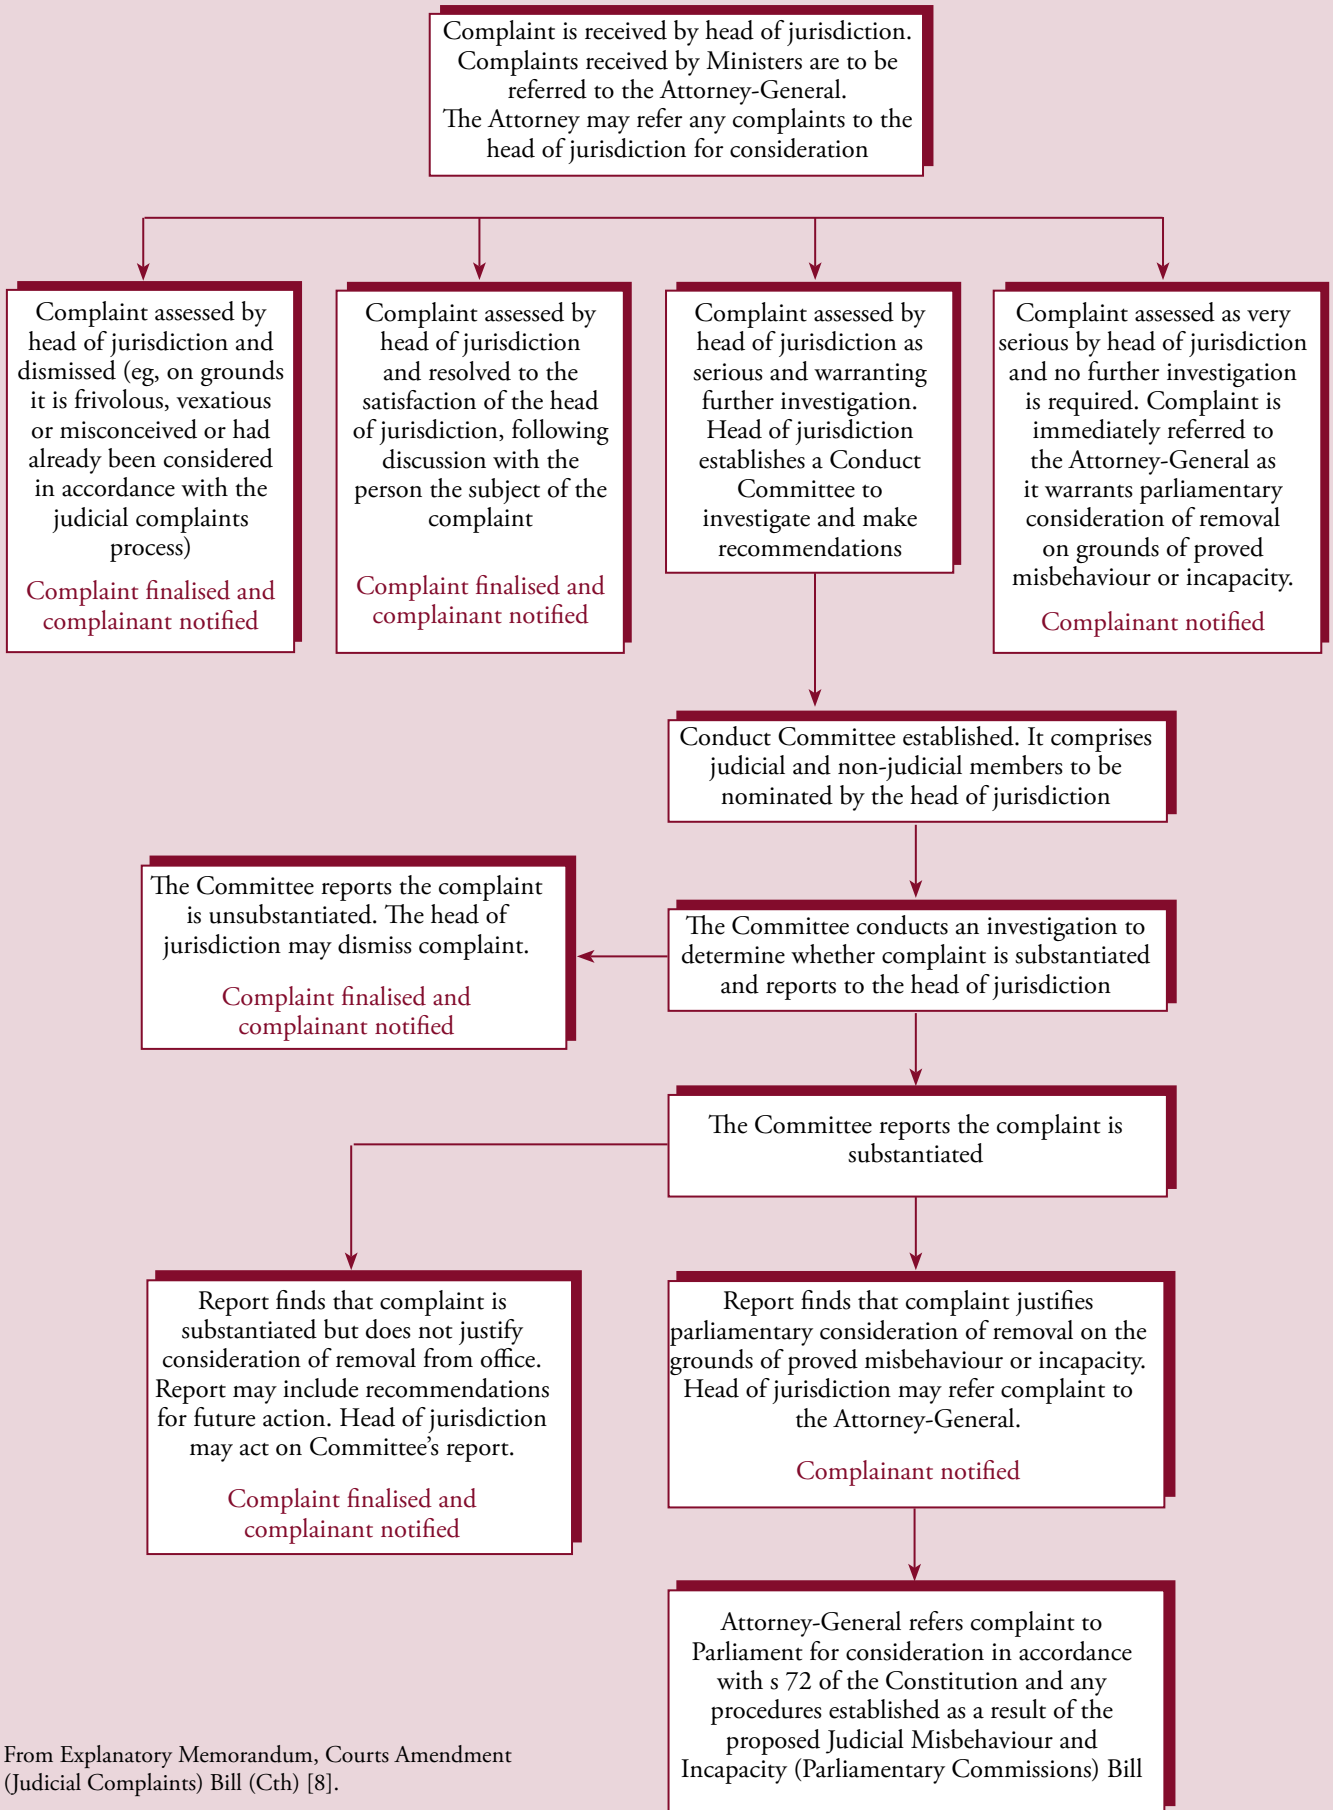 Complaint is received by head of jurisdiction.
Complaints received by Ministers are to be
referred to the Attorney-General.
The Attorney may refer any complaints to the
head of jurisdiction for consideration
Complaint assessed by
head of jurisdiction and
dismissed (eg, on grounds
it is frivolous, vexatious
or misconceived or had
already been considered
in accordance with the
judicial complaints
process)
Complaint finalised and
complainant notified
Complaint assessed by
head of jurisdiction
and resolved to the
satisfaction of the head
of jurisdiction, following
discussion with the
person the subject of the
complaint
Complaint finalised and
complainant notified
Complaint assessed by
head of jurisdiction as
serious and warranting
further investigation.
Head of jurisdiction
establishes a Conduct
Committee to
investigate and make
recommendations
Complaint assessed as very
serious by head of jurisdiction
and no further investigation
is required. Complaint is
immediately referred to
the Attorney-General as
it warrants parliamentary
consideration of removal
on grounds of proved
misbehaviour or incapacity.
Complainant notified
Conduct Committee established. It comprises
judicial and non-judicial members to be
nominated by the head of jurisdiction
The Committee reports the complaint
is unsubstantiated. The head of
jurisdiction may dismiss complaint.
Complaint finalised and
complainant notified
The Committee conducts an investigation to
determine whether complaint is substantiated
and reports to the head of jurisdiction
The Committee reports the complaint is
substantiated
Report finds that complaint is
substantiated but does not justify
consideration of removal from office.
Report may include recommendations
for future action. Head of jurisdiction
may act on Committee's report.
Complaint finalised and
complainant notified
Report finds that complaint justifies
parliamentary consideration of removal on the
grounds of proved misbehaviour or incapacity.
Head of jurisdiction may refer complaint to
the Attorney-General.
Complainant notified
Attorney-General refers complaint to
Parliament for consideration in accordance
with s 72 of the Constitution and any
procedures established as a result of the
proposed Judicial Misbehaviour and
Incapacity (Parliamentary Commissions) Bill
From Explanatory Memorandum, Courts Amendment
(Judicial Complaints) Bill (Cth) [8].